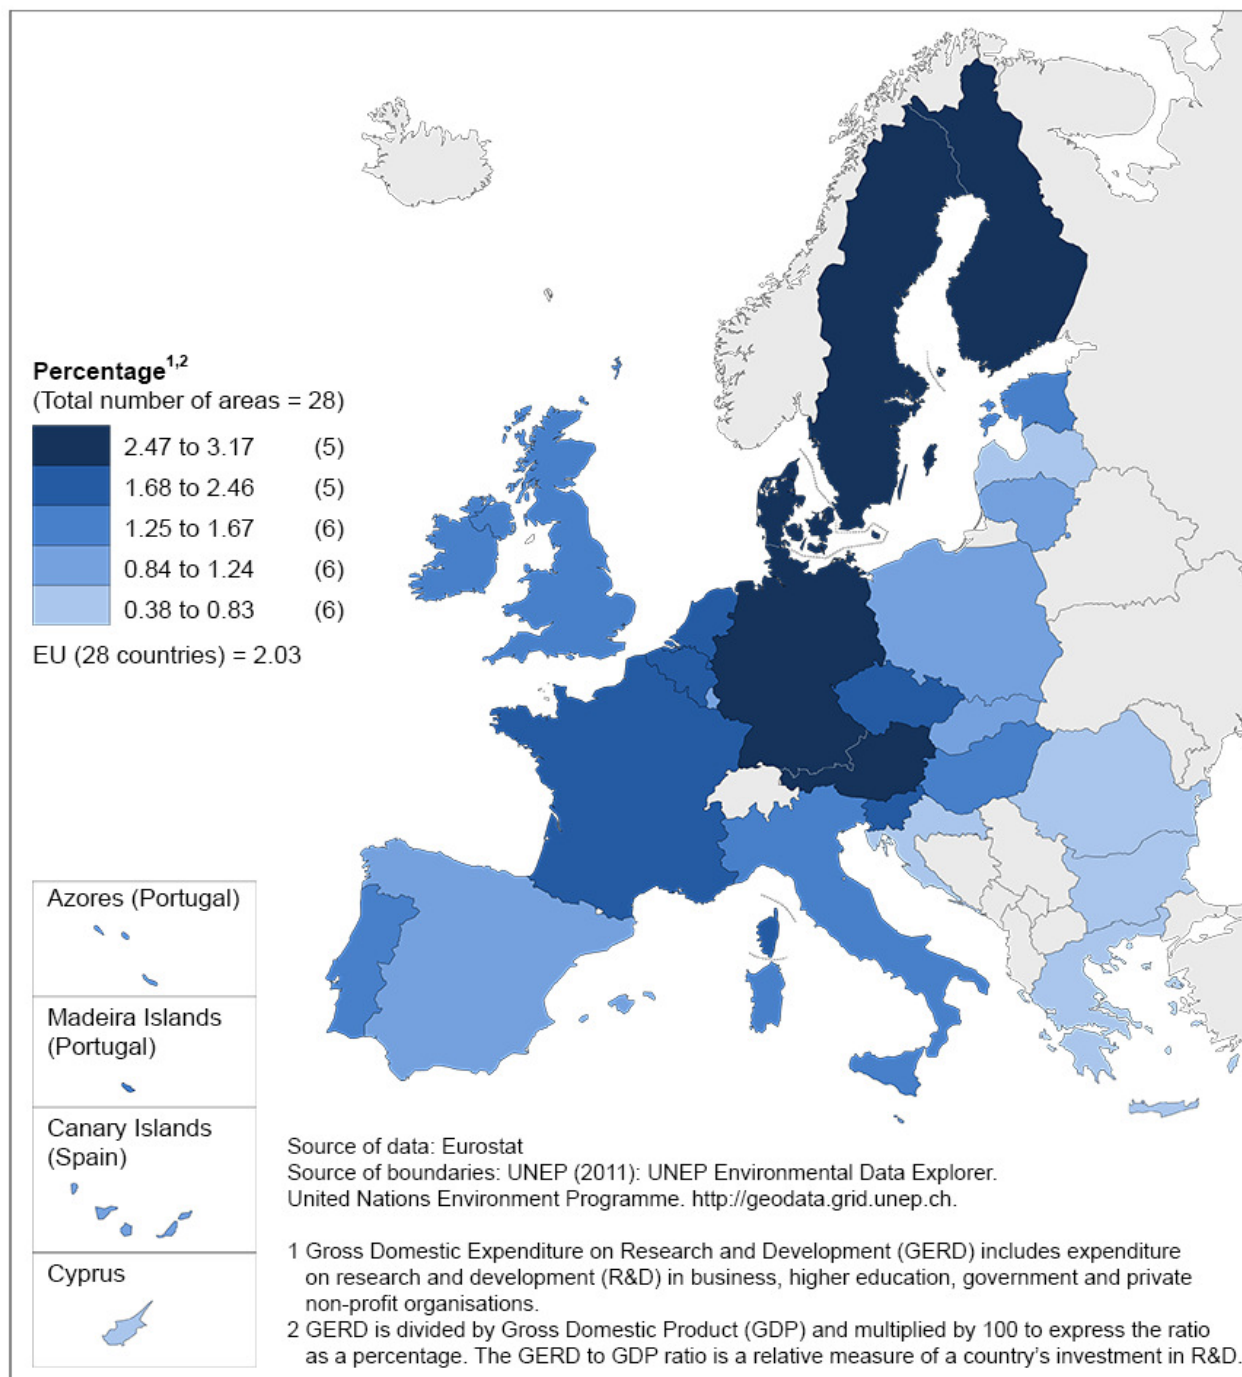 Percentage1,2
(Total number of areas = 28)
2.47 to 3.17 (5)
1.68 to 2.46 (5)
1.25 to 1.67 (6)
0.84 to 1.24 (6)
0.38 to 0.83 (6)
EU (28 countries) = 2.03
Azores (Portugal)
Madeira Islands
(Portugal)
Canary Islands
(Spain)
Cyprus
Source of data: Eurostat
Source of boundaries: UNEP (2011): UNEP Environmental Data Explorer.
United Nations Environment Programme. http://geodata.grid.unep.ch.
1 Gross Domestic Expenditure on Research and Development (GERD) includes expenditure
on research and development (R&D) in business, higher education, government and private
non-profit organisations.
2 GERD is divided by Gross Domestic Product (GDP) and multiplied by 100 to express the ratio
as a percentage. The GERD to GDP ratio is a relative measure of a country’s investment in R&D.